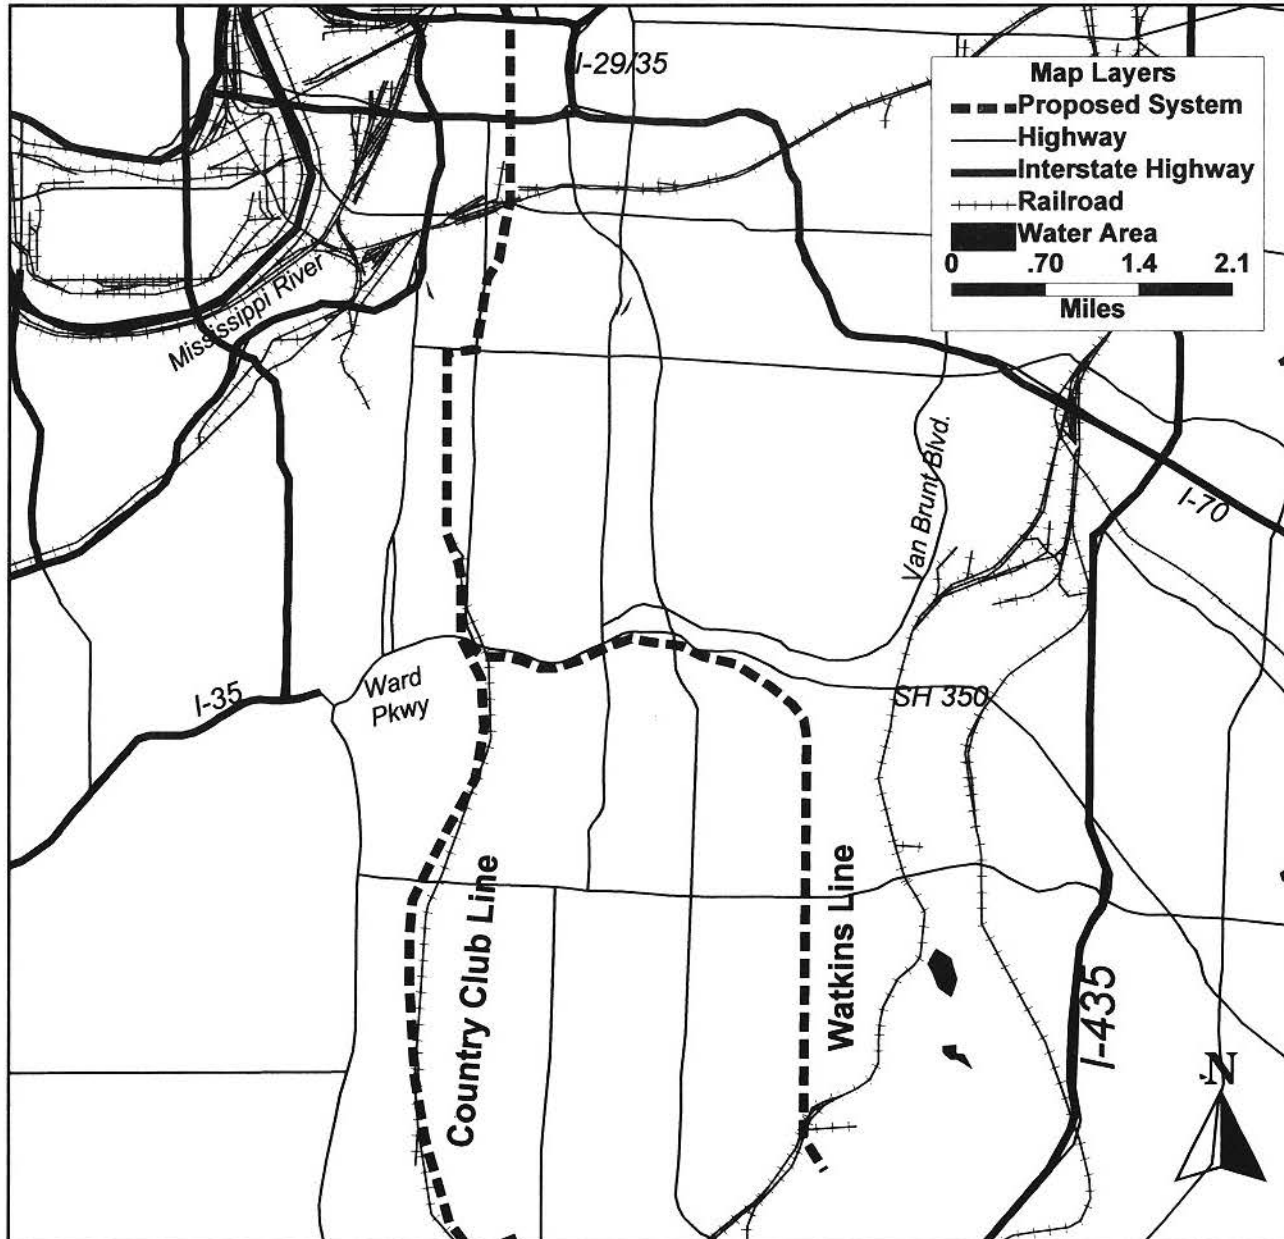 I-29/35
Map Layers
Proposed System
Highway
Interstate Highway
Railroad
Water Area
0 .70 1.4 2.1
Miles
Mississippi River
Van Brunt Blvd.
I-70
I-35
Ward
Pkwy
SH 350
Country Club Line
Watkins Line
I-435
N